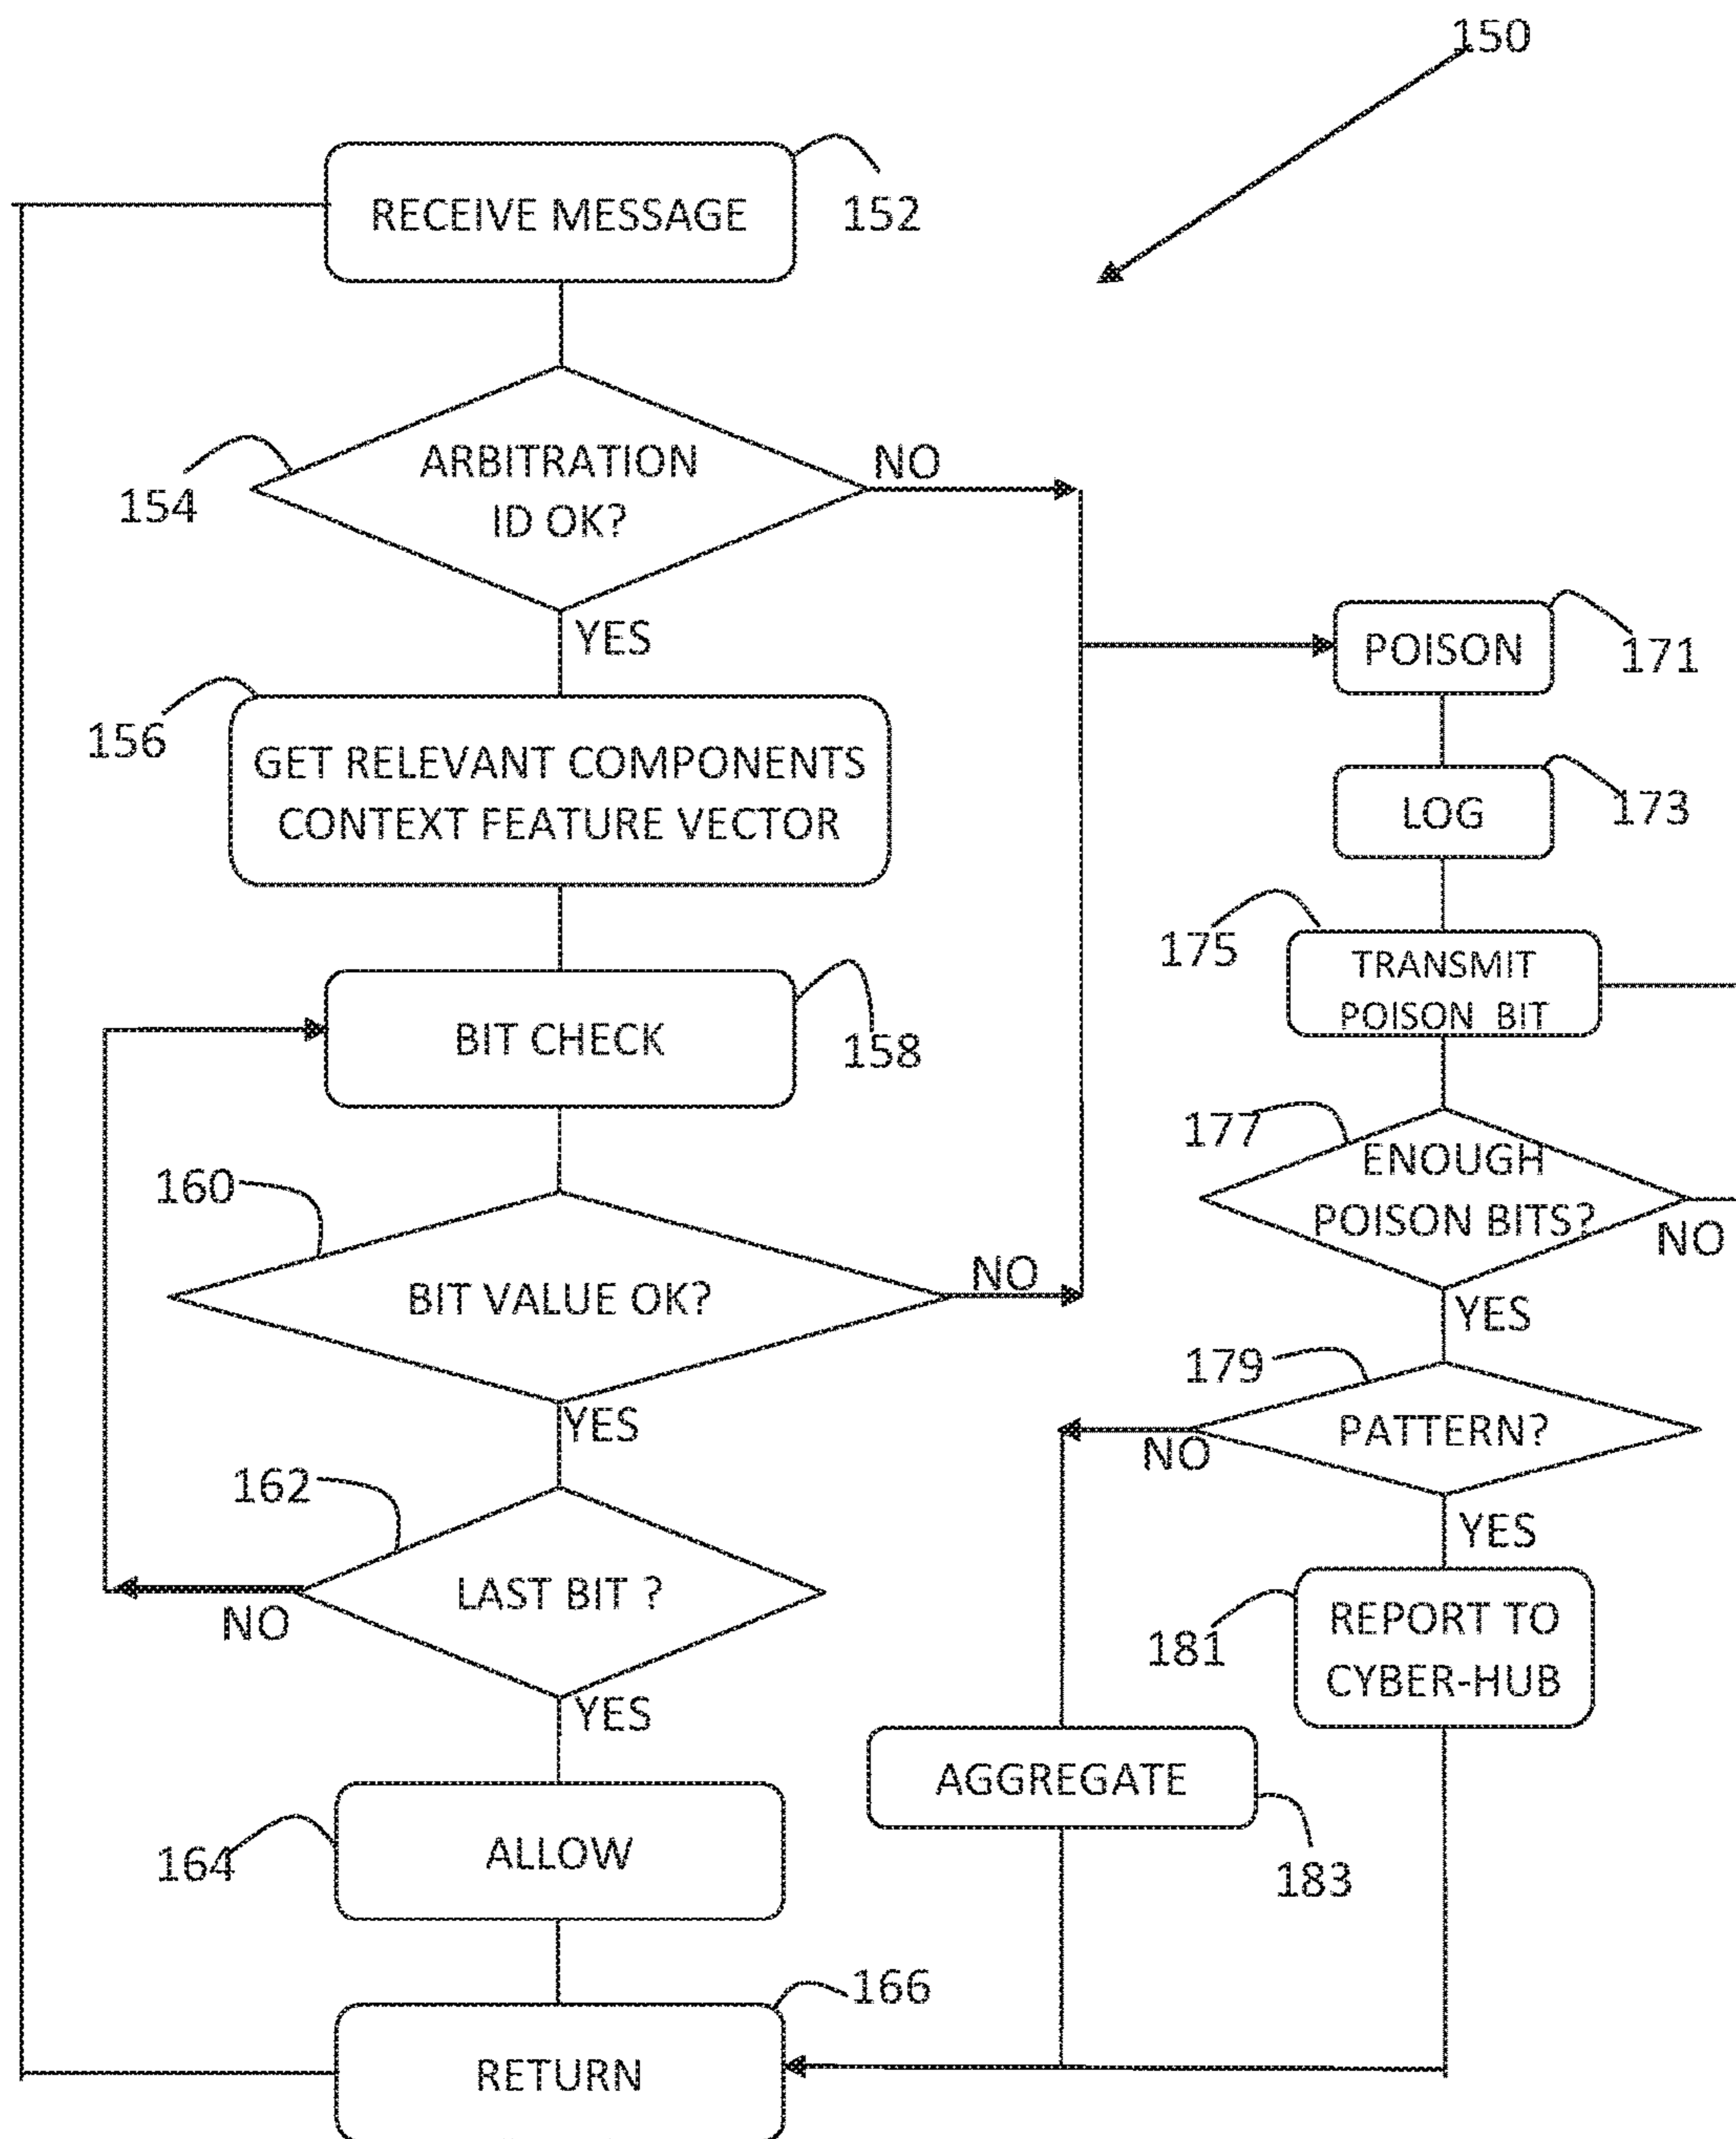 150
RECEIVE MESSAGE
152
ARBITRATION
ID OK?
154
NO
YES
156
GET RELEVANT COMPONENTS
CONTEXT FEATURE VECTOR
BIT CHECK
158
160
BIT VALUE OK?
NO
YES
162
LAST BIT ?
NO
YES
164
ALLOW
166
RETURN
POISON
171
LOG
173
175
TRANSMIT
POISON BIT
177
ENOUGH
POISON BITS?
NO
YES
179
PATTERN?
NO
YES
181
REPORT TO
CYBER-HUB
AGGREGATE
183